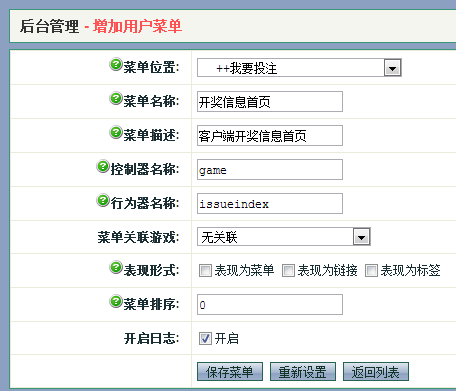 后台管理 - 增加用户菜单
菜单位置: ++我要投注
菜单名称: 开奖信息首页
菜单描述: 客户端开奖信息首页
控制器名称: game
行为器名称: issueindex
菜单关联游戏: 无关联
表现形式: 表现为菜单 表现为链接 表现为标签
菜单排序: 0
开启日志: 开启
保存菜单 重新设置 返回列表